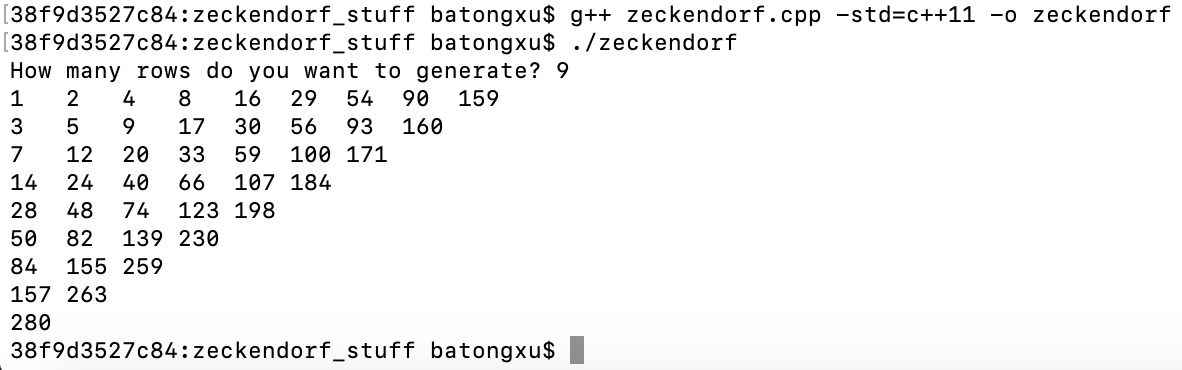 [38f9d3527c84:zeckendorf_stuff batongxu$ g++ zeckendorf.cpp -std=c++11 -o zeckendorf
[38f9d3527c84:zeckendorf_stuff batongxu$ ./zeckendorf
How many rows do you want to generate? 9
1 2 4 8 16 29 54 90 159
3 5 9 17 30 56 93 160
7 12 20 33 59 100 171
14 24 40 66 107 184
28 48 74 123 198
50 82 139 230
84 155 259
157 263
280
38f9d3527c84:zeckendorf_stuff batongxu$